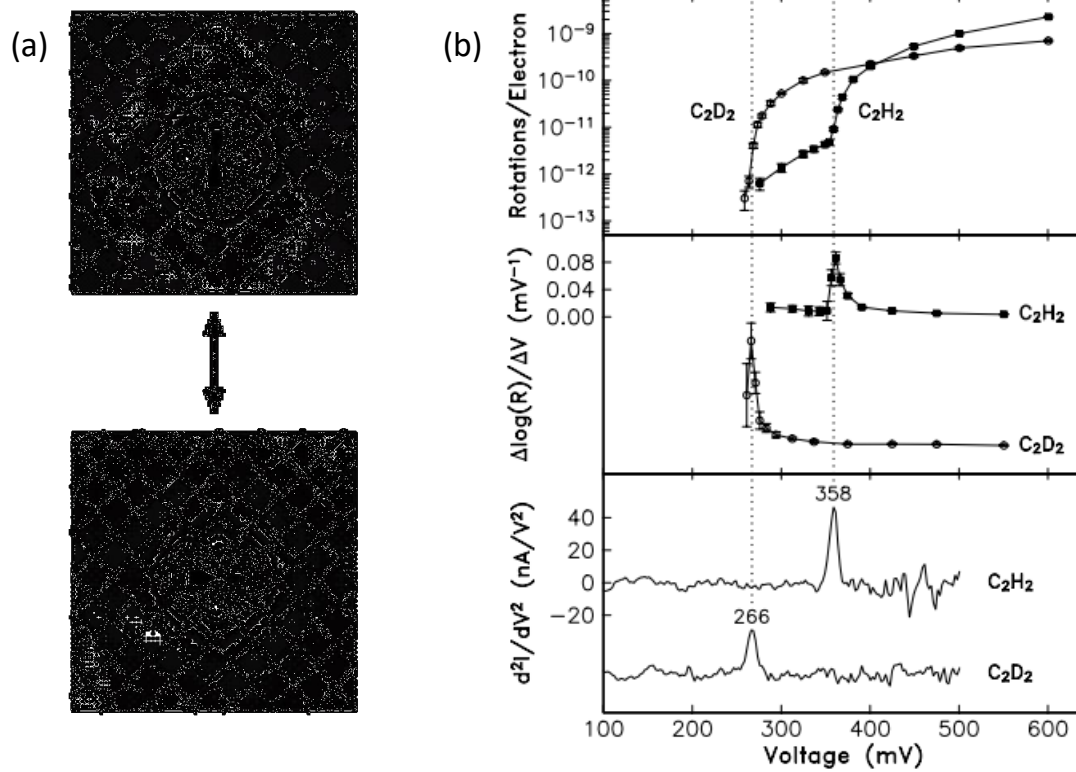 (a)
(b)
Rotations/Electron
10⁻⁹
10⁻¹⁰
10⁻¹¹
10⁻¹²
10⁻¹³
C₂D₂
C₂H₂
Δlog(R)/ΔV (mV⁻¹)
0.08
0.04
0.00
C₂H₂
C₂D₂
d²I/dV² (nA/V²)
40
20
0
−20
358
C₂H₂
266
C₂D₂
100 200 300 400 500 600
Voltage (mV)